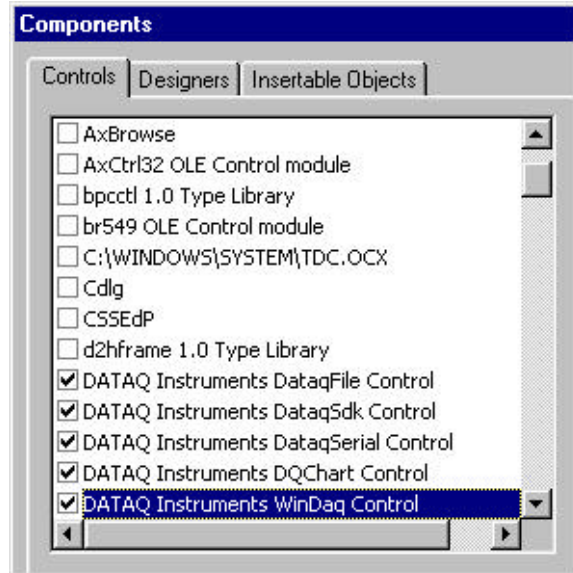 Components
Controls
Designers
Insertable Objects
AxBrowse
AxCtrl32 OLE Control module
bpcctl 1.0 Type Library
br549 OLE Control module
C:\WINDOWS\SYSTEM\TDC.OCX
Cdlg
CSSEdP
d2hframe 1.0 Type Library
DATAQ Instruments DataqFile Control
DATAQ Instruments DataqSdk Control
DATAQ Instruments DataqSerial Control
DATAQ Instruments DQChart Control
DATAQ Instruments WinDaq Control